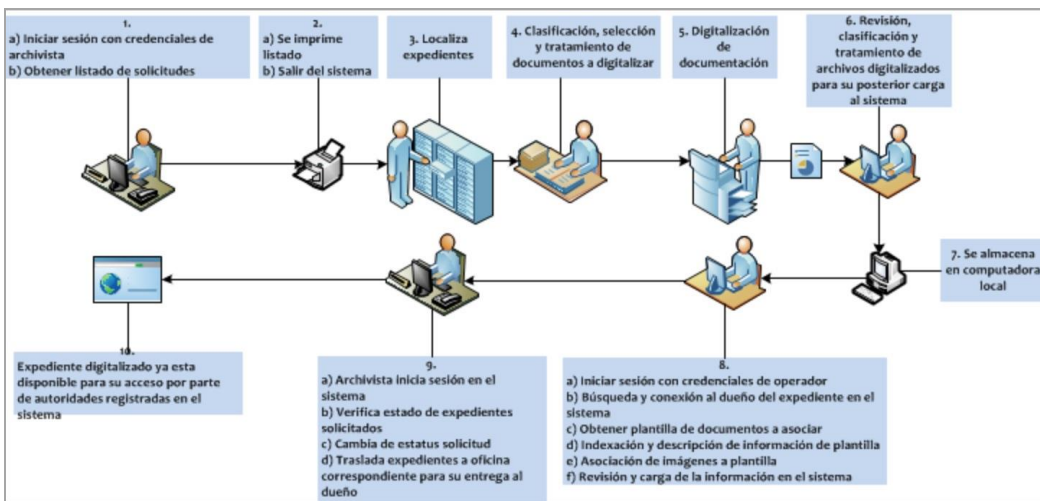 1.
a) Iniciar sesión con credenciales de
archivista
b) Obtener listado de solicitudes
2.
a) Se imprime
listado
b) Salir del sistema
3. Localiza
expedientes
4. Clasificación, selección
y tratamiento de
documentos a digitalizar
5. Digitalización
de
documentación
6. Revisión,
clasificación y
tratamiento de
archivos digitalizados
para su posterior carga
al sistema
7. Se almacena
en computadora
local
8.
a) Iniciar sesión con credenciales de operador
b) Búsqueda y conexión al dueño del expediente en el
sistema
c) Obtener plantilla de documentos a asociar
d) Indexación y descripción de información de plantilla
e) Asociación de imágenes a plantilla
f) Revisión y carga de la información en el sistema
9.
a) Archivista inicia sesión en el
sistema
b) Verifica estado de expedientes
solicitados
c) Cambia de estatus solicitud
d) Traslada expedientes a oficina
correspondiente para su entrega al
dueño
10.
Expediente digitalizado ya esta
disponible para su acceso por parte
de autoridades registradas en el
sistema